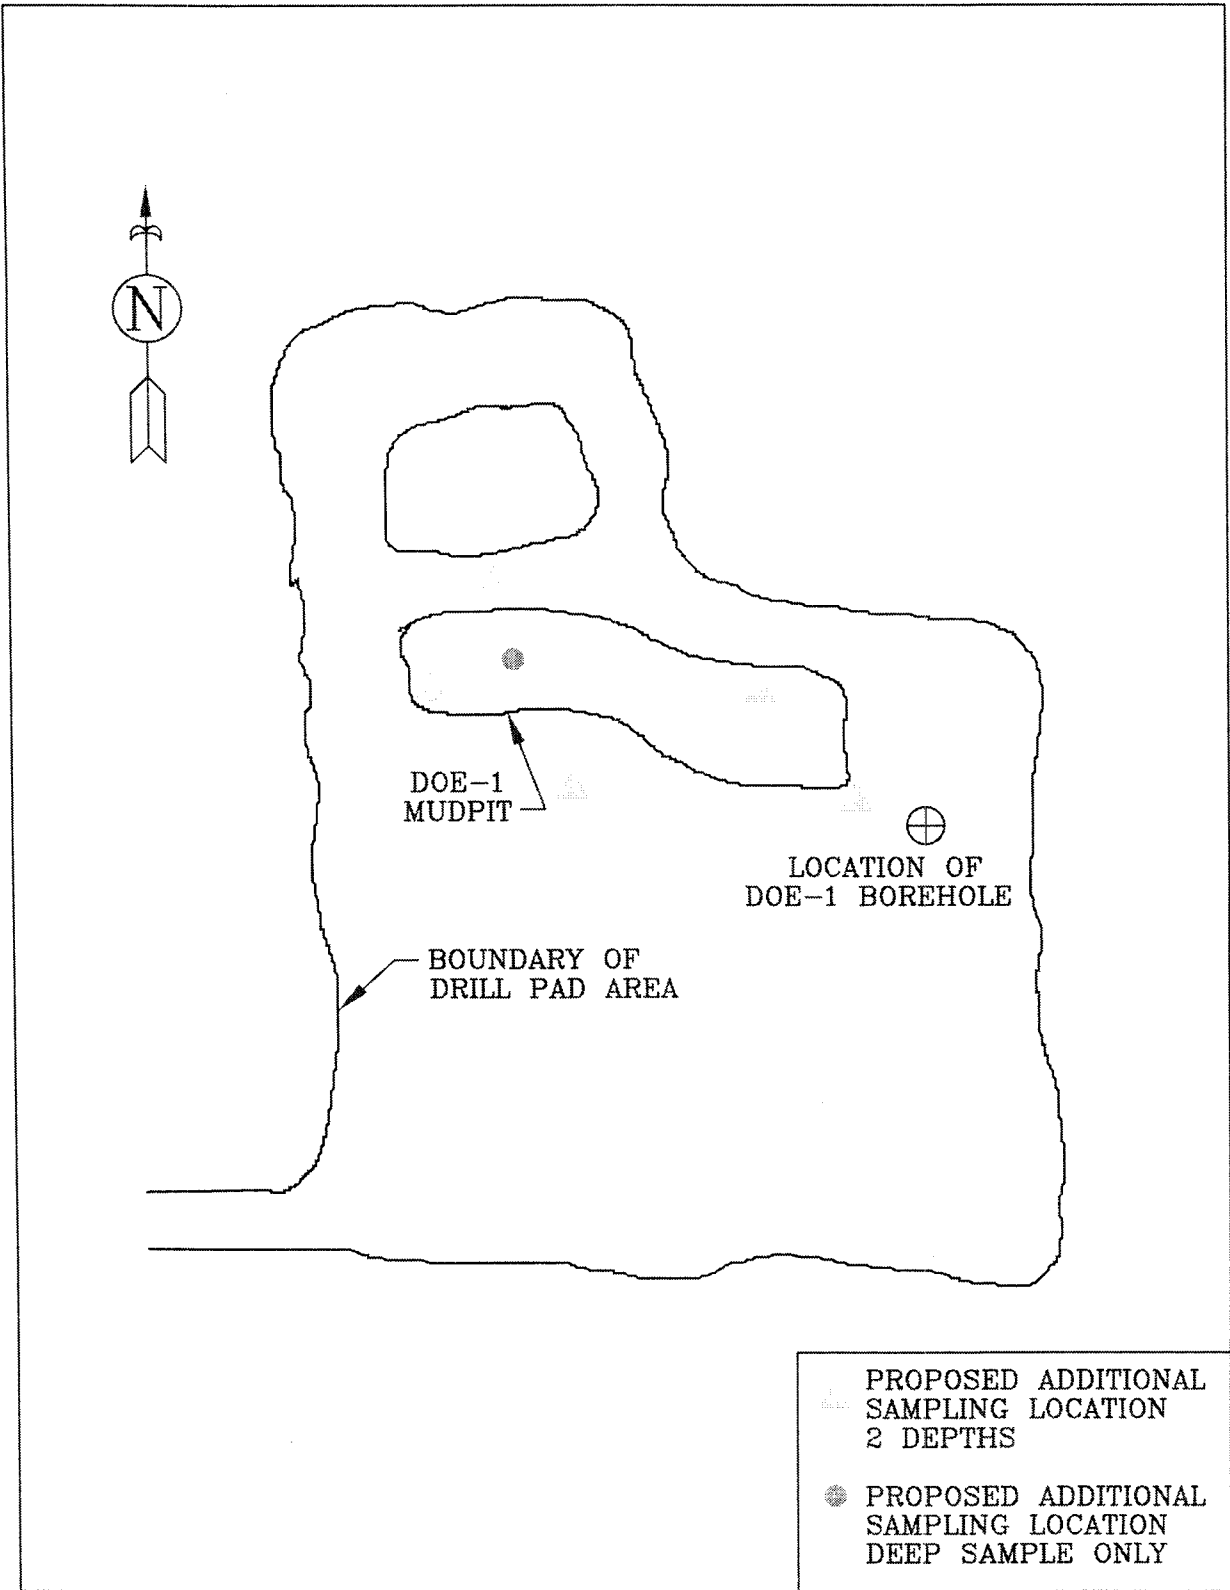 N
DOE-1
MUDPIT
LOCATION OF
DOE-1 BOREHOLE
BOUNDARY OF
DRILL PAD AREA
PROPOSED ADDITIONAL
SAMPLING LOCATION
2 DEPTHS
PROPOSED ADDITIONAL
SAMPLING LOCATION
DEEP SAMPLE ONLY